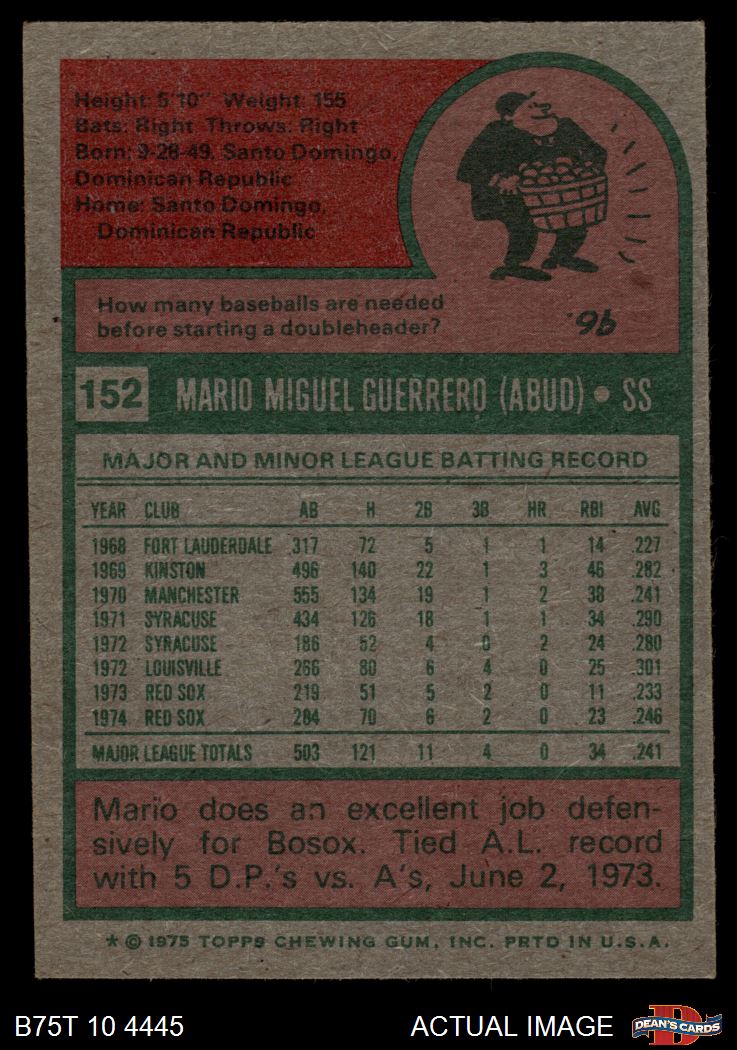 Height: 5'10" Weight: 155
Bats: Right Throws: Right
Born: 9-28-49, Santo Domingo,
Dominican Republic
Home: Santo Domingo,
Dominican Republic
How many baseballs are needed
before starting a doubleheader?
96.
152 MARIO MIGUEL GUERRERO (ABUD) • SS
MAJOR AND MINOR LEAGUE BATTING RECORD
YEAR CLUB AB H 2B 3B HR RBI AVG
1968 FORT LAUDERDALE 317 72 5 1 1 14 .227
1969 KINSTON 496 140 22 1 3 46 .282
1970 MANCHESTER 555 134 19 1 2 38 .241
1971 SYRACUSE 434 126 18 1 1 34 .290
1972 SYRACUSE 186 52 4 0 2 24 .280
1972 LOUISVILLE 266 80 6 4 0 25 .301
1973 RED SOX 219 51 5 2 0 11 .233
1974 RED SOX 284 70 6 2 0 23 .246
MAJOR LEAGUE TOTALS 503 121 11 4 0 34 .241
Mario does an excellent job defen-
sively for Bosox. Tied A.L. record
with 5 D.P.'s vs. A's, June 2, 1973.
* © 1975 TOPPS CHEWING GUM, INC. PRTD IN U.S.A.
B75T 10 4445 ACTUAL IMAGE
D
DEAN'S CARDS